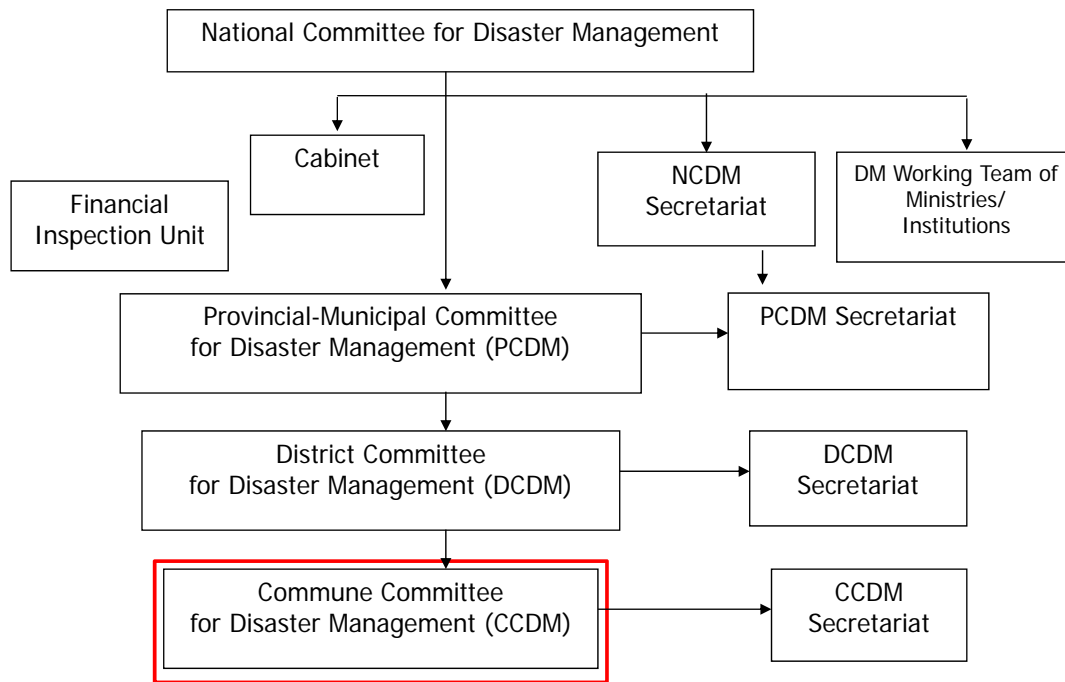 National Committee for Disaster Management
Cabinet
NCDM
Secretariat
DM Working Team of
Ministries/
Institutions
Financial
Inspection Unit
Provincial-Municipal Committee
for Disaster Management (PCDM)
PCDM Secretariat
District Committee
for Disaster Management (DCDM)
DCDM
Secretariat
Commune Committee
for Disaster Management (CCDM)
CCDM
Secretariat